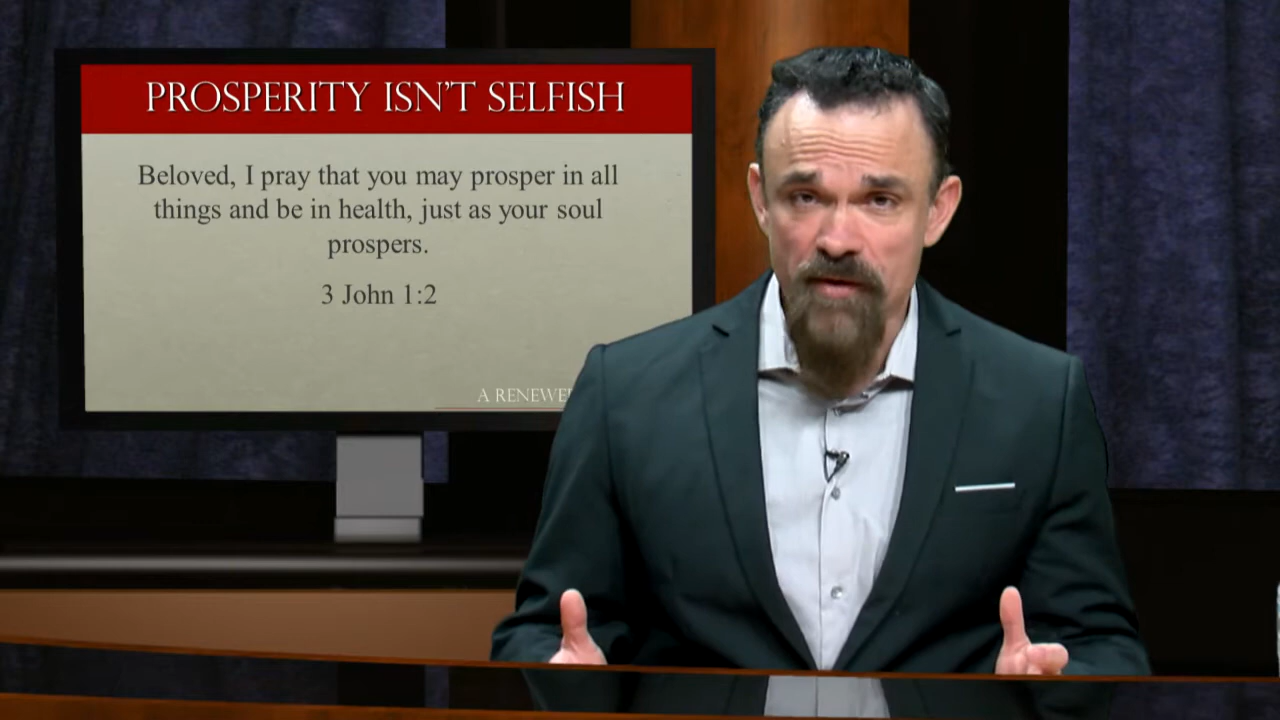 PROSPERITY ISN'T SELFISH
Beloved, I pray that you may prosper in all
things and be in health, just as your soul
prospers.
3 John 1:2
A